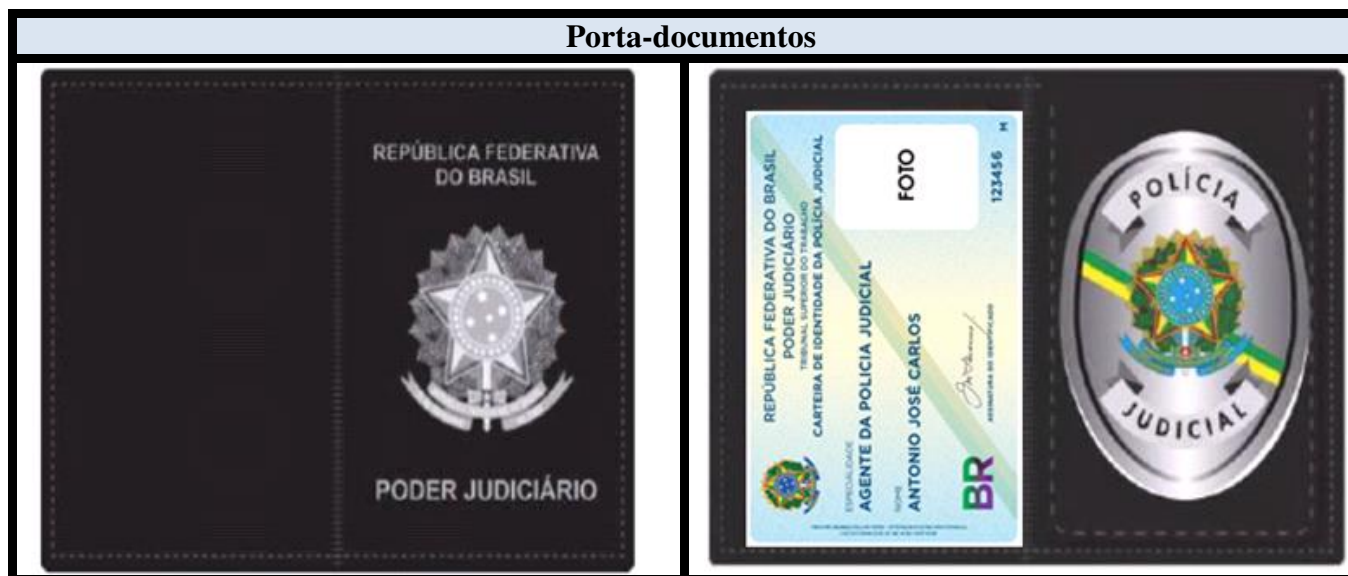 Porta-documentos
REPÚBLICA FEDERATIVA
DO BRASIL
PODER JUDICIÁRIO
REPÚBLICA FEDERATIVA DO BRASIL
PODER JUDICIÁRIO
TRIBUNAL SUPERIOR DO TRABALHO
CARTEIRA DE IDENTIDADE DA POLÍCIA JUDICIAL
FOTO
ESPECIALIDADE
AGENTE DA POLICIA JUDICIAL
NOME
ANTONIO JOSÉ CARLOS
123456 M
BR
ASSINATURA DO IDENTIFICADO
POLÍCIA
JUDICIAL